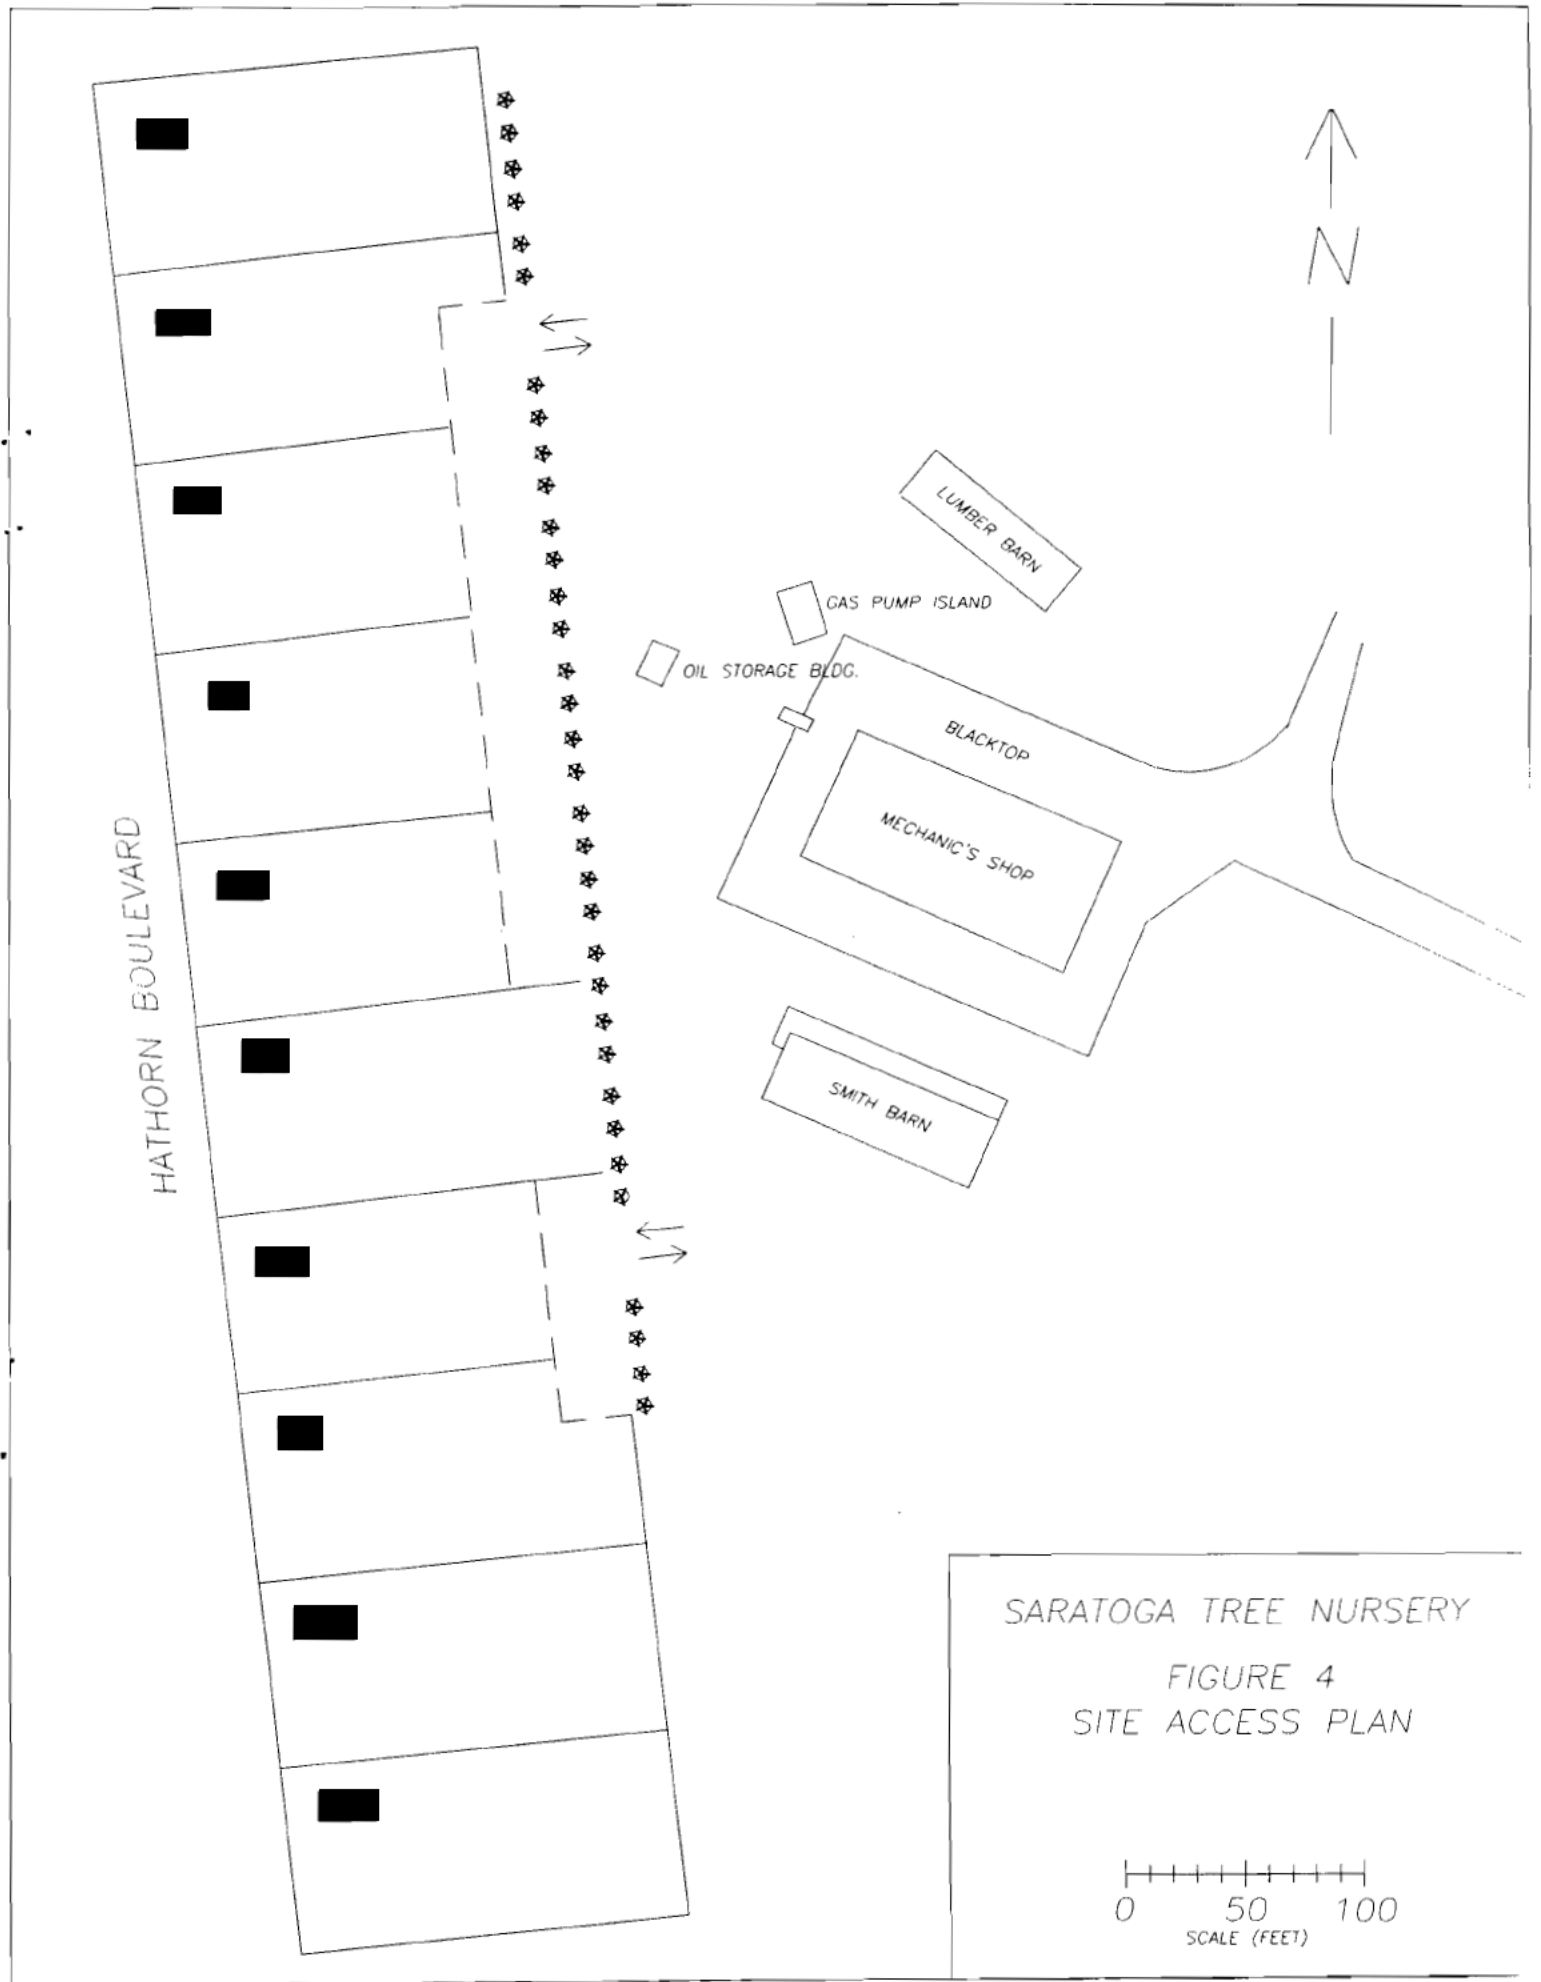 N
LUMBER BARN
GAS PUMP ISLAND
OIL STORAGE BLDG.
BLACKTOP
MECHANIC'S SHOP
HATHORN BOULEVARD
SMITH BARN
SARATOGA TREE NURSERY
FIGURE 4
SITE ACCESS PLAN
0 50 100
SCALE (FEET)